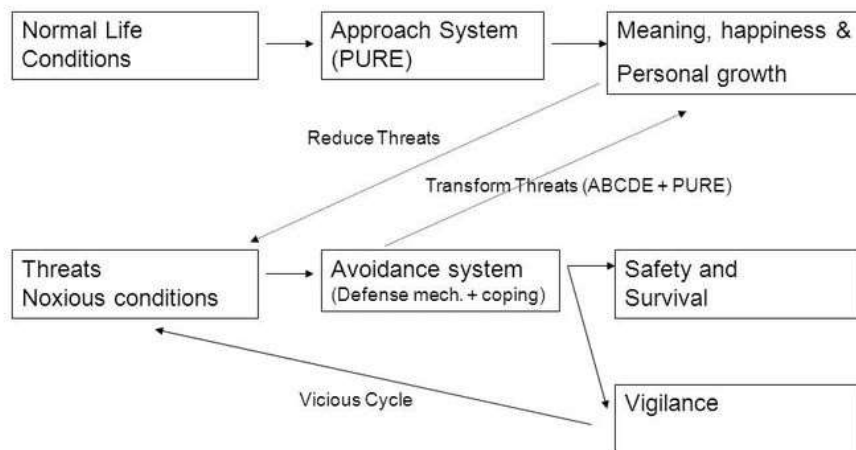 Normal Life
Conditions
Approach System
(PURE)
Meaning, happiness &
Personal growth
Reduce Threats
Transform Threats (ABCDE + PURE)
Threats
Noxious conditions
Avoidance system
(Defense mech. + coping)
Safety and
Survival
Vicious Cycle
Vigilance